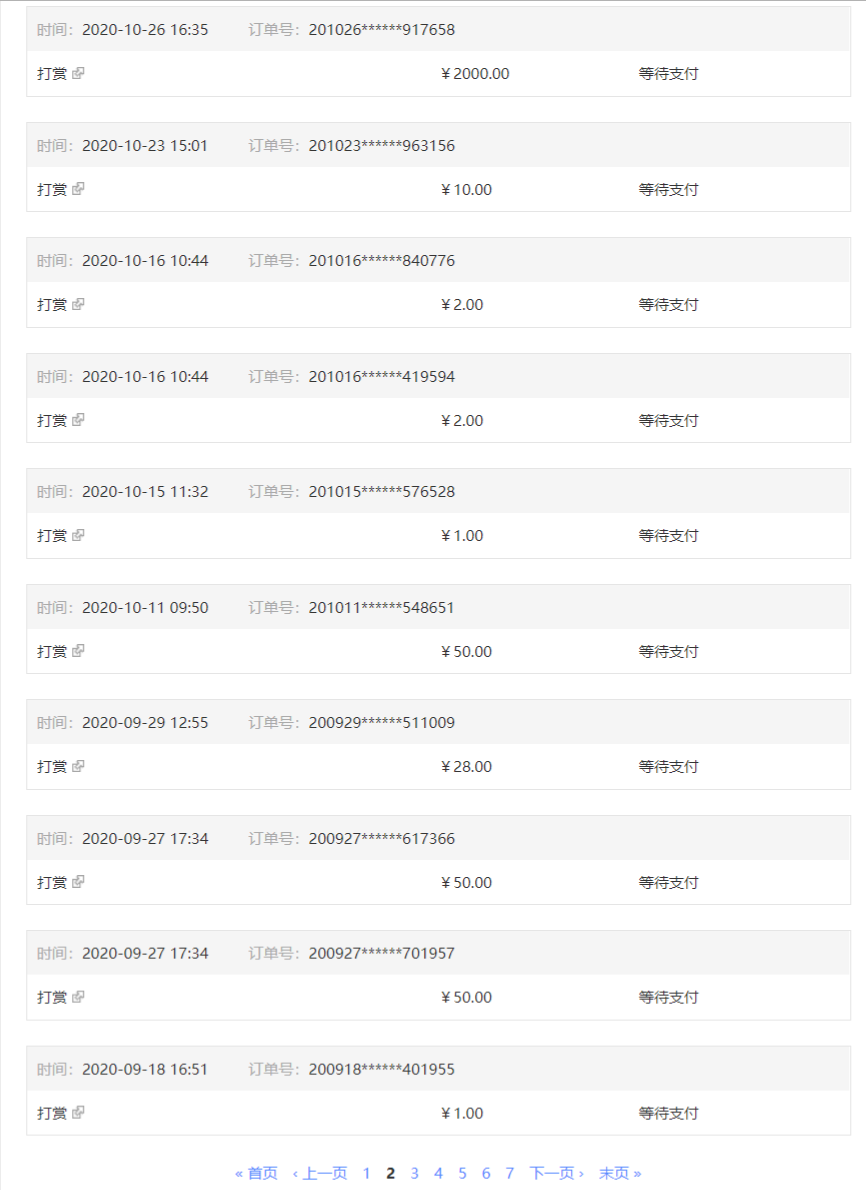 时间：2020-10-26 16:35 订单号：201026******917658
打赏 ￥2000.00 等待支付
时间：2020-10-23 15:01 订单号：201023******963156
打赏 ￥10.00 等待支付
时间：2020-10-16 10:44 订单号：201016******840776
打赏 ￥2.00 等待支付
时间：2020-10-16 10:44 订单号：201016******419594
打赏 ￥2.00 等待支付
时间：2020-10-15 11:32 订单号：201015******576528
打赏 ￥1.00 等待支付
时间：2020-10-11 09:50 订单号：201011******548651
打赏 ￥50.00 等待支付
时间：2020-09-29 12:55 订单号：200929******511009
打赏 ￥28.00 等待支付
时间：2020-09-27 17:34 订单号：200927******617366
打赏 ￥50.00 等待支付
时间：2020-09-27 17:34 订单号：200927******701957
打赏 ￥50.00 等待支付
时间：2020-09-18 16:51 订单号：200918******401955
打赏 ￥1.00 等待支付
« 首页 ‹ 上一页 1 2 3 4 5 6 7 下一页 › 末页 »